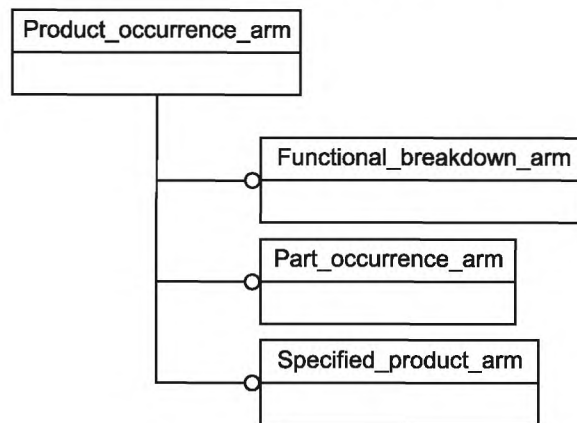 Product_occurrence_arm
Functional_breakdown_arm
Part_occurrence_arm
Specified_product_arm